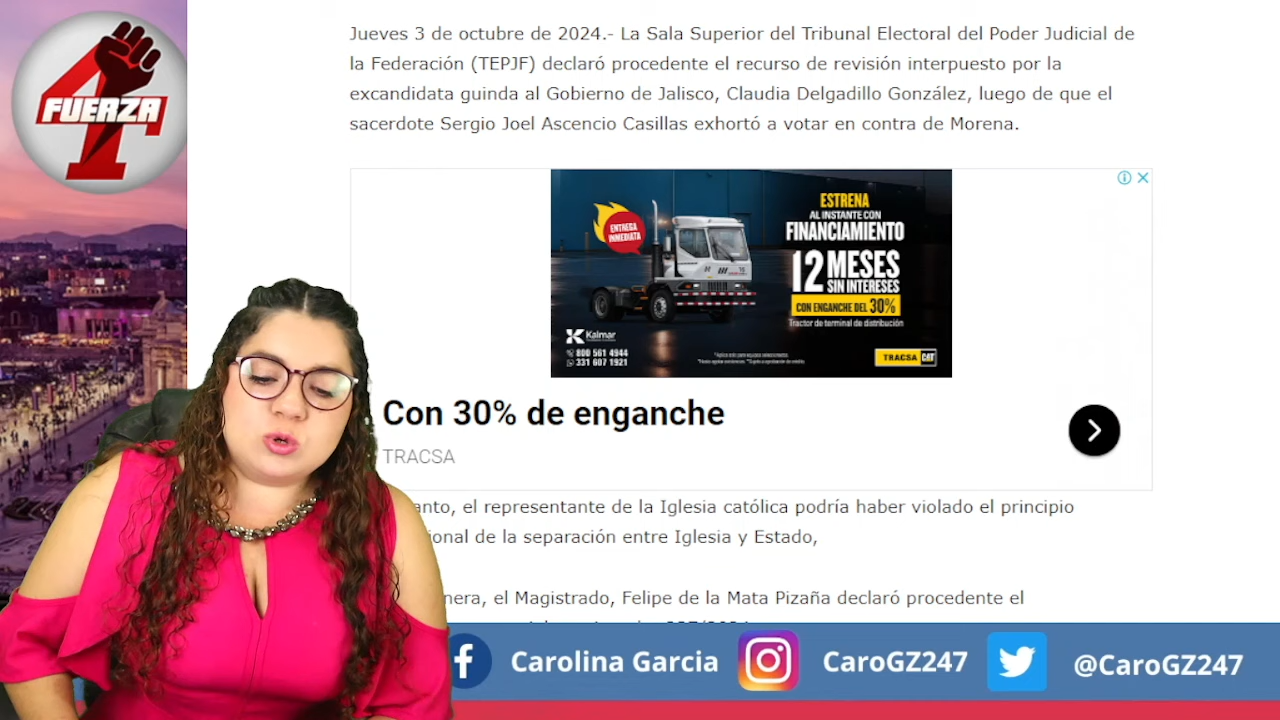 4
FUERZA
Jueves 3 de octubre de 2024.- La Sala Superior del Tribunal Electoral del Poder Judicial de
la Federación (TEPJF) declaró procedente el recurso de revisión interpuesto por la
excandidata guinda al Gobierno de Jalisco, Claudia Delgadillo González, luego de que el
sacerdote Sergio Joel Ascencio Casillas exhortó a votar en contra de Morena.
ENTREGA
INMEDIATA
ESTRENA
AL INSTANTE CON
FINANCIAMIENTO
12 MESES
SIN INTERESES
CON ENGANCHE DEL 30%
Tractor de terminal de distribución
Kalmar
800 561 4944
331 607 1921
TRACSA CAT
Con 30% de enganche
TRACSA
anto, el representante de la Iglesia católica podría haber violado el principio
ional de la separación entre Iglesia y Estado,
nera, el Magistrado, Felipe de la Mata Pizaña declaró procedente el
Carolina Garcia
CaroGZ247
@CaroGZ247